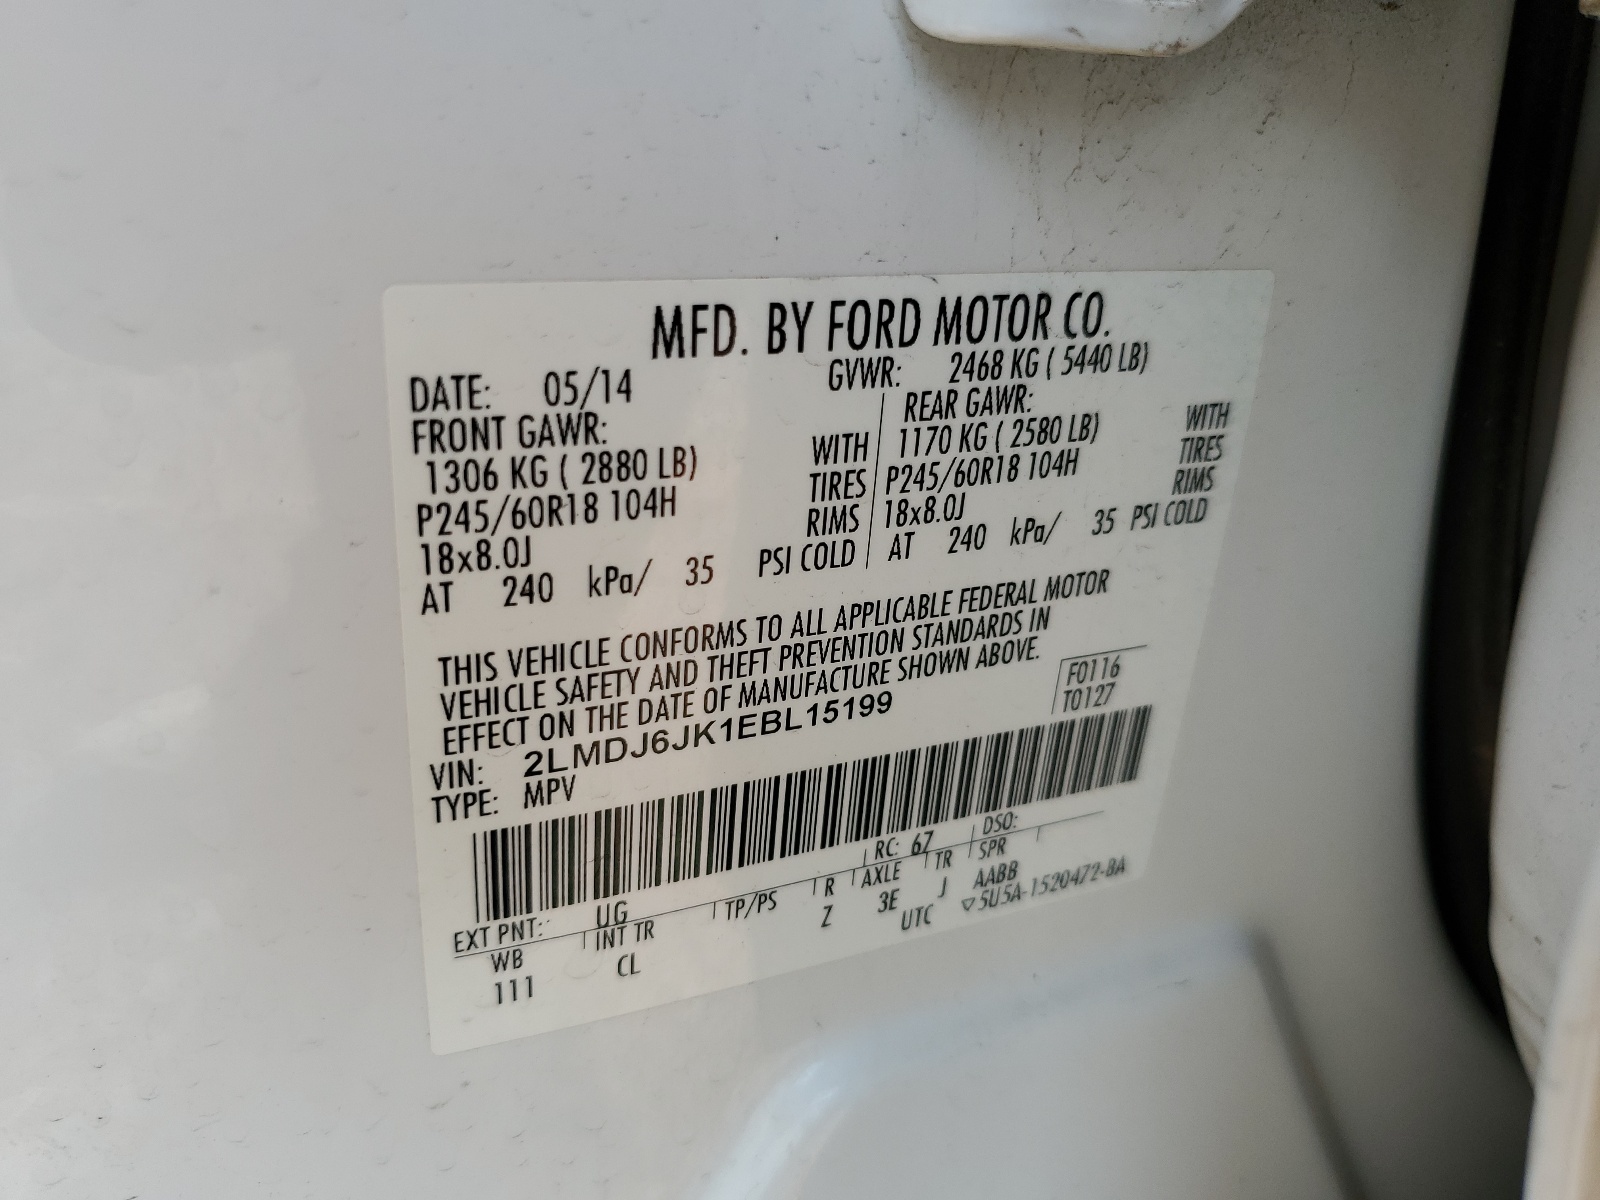 MFD. BY FORD MOTOR CO.
DATE: 05/14 GVWR: 2468 KG ( 5440 LB)
FRONT GAWR: REAR GAWR:
1306 KG ( 2880 LB) WITH 1170 KG ( 2580 LB) WITH
P245/60R18 104H TIRES P245/60R18 104H TIRES
18x8.0J RIMS 18x8.0J RIMS
AT 240 kPa/ 35 PSI COLD AT 240 kPa/ 35 PSI COLD
THIS VEHICLE CONFORMS TO ALL APPLICABLE FEDERAL MOTOR
VEHICLE SAFETY AND THEFT PREVENTION STANDARDS IN
EFFECT ON THE DATE OF MANUFACTURE SHOWN ABOVE.
F0116
T0127
VIN: 2LMDJ6JK1EBL15199
TYPE: MPV
EXT PNT: UG RC: 67 DSO:
WB INT TR TP/PS R AXLE TR SPR
111 CL Z 3E J AABB
UTC ▽5U5A-1520472-BA